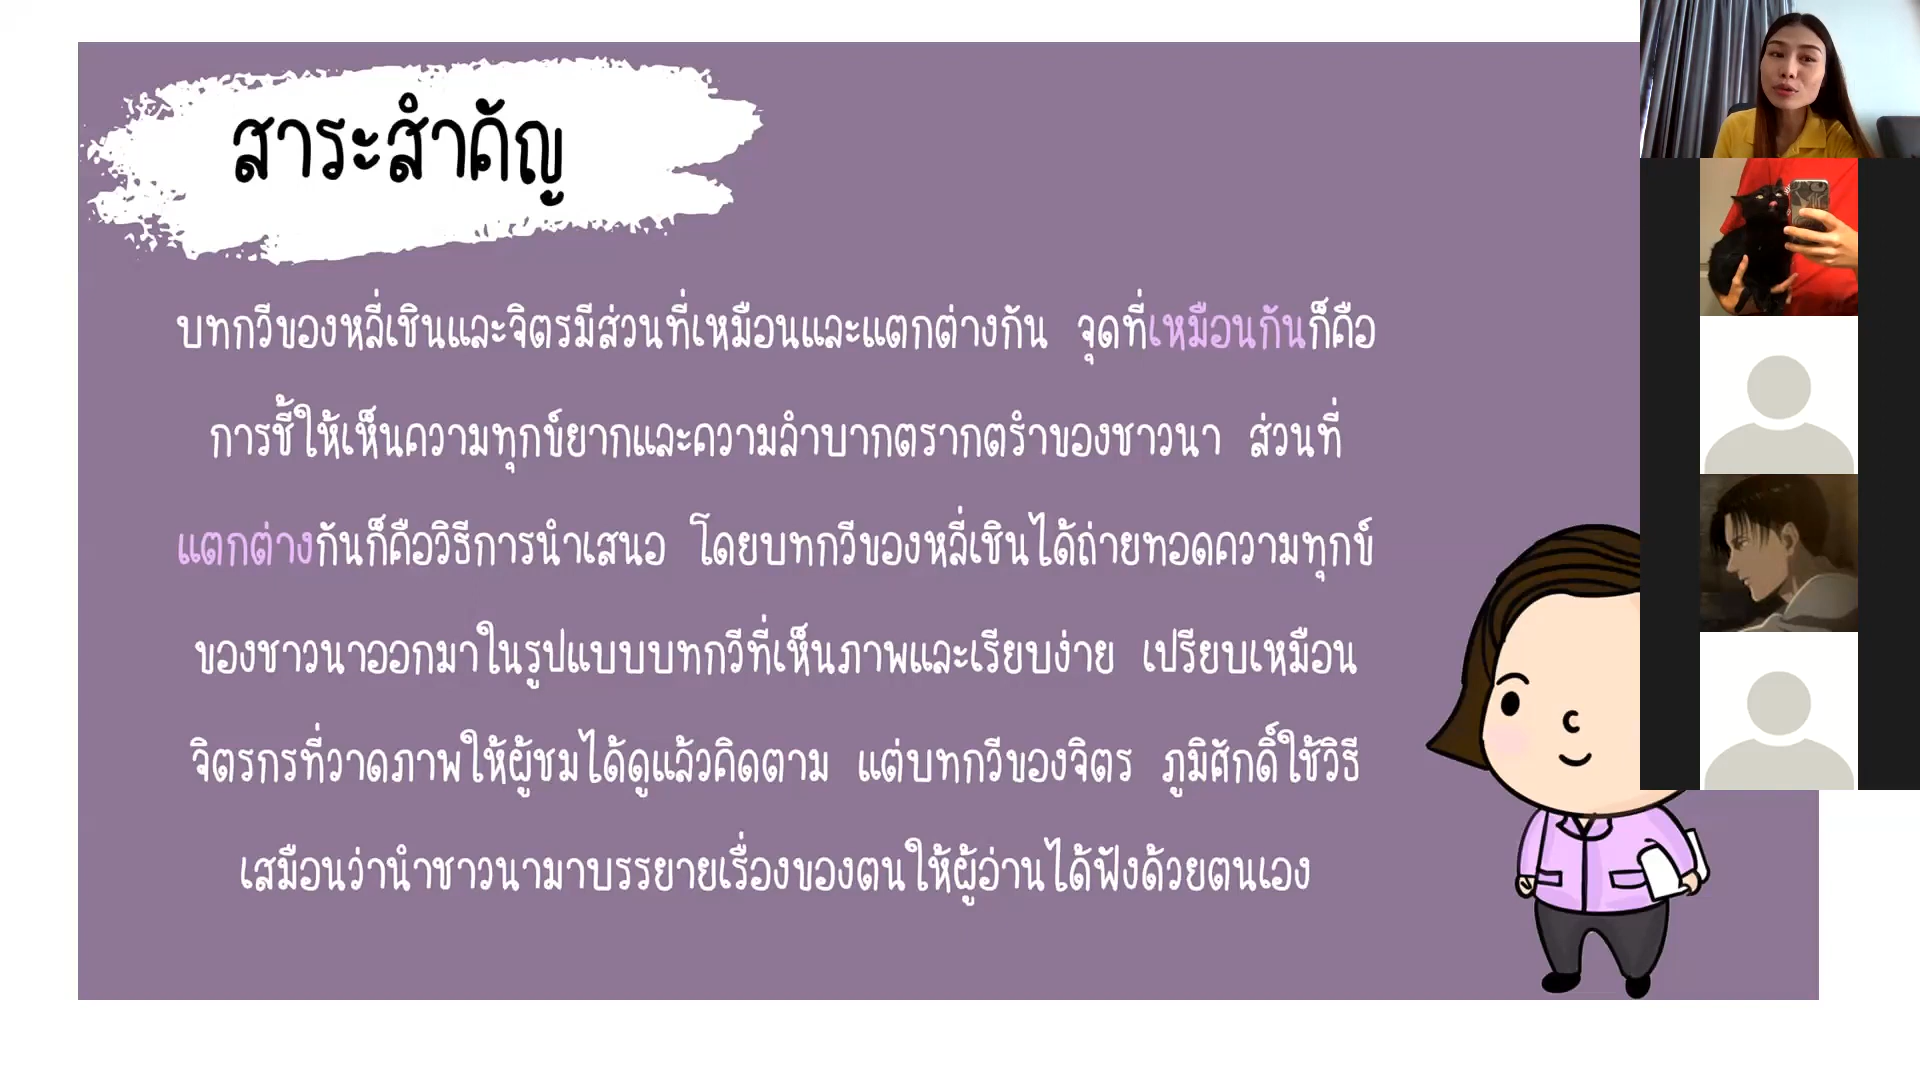 สาระสำคัญ
บทกวีของหลี่เชินและจิตรมีส่วนที่เหมือนและแตกต่างกัน จุดที่เหมือนกันก็คือ
การชี้ให้เห็นความทุกข์ยากและความลำบากตรากตรำของชาวนา ส่วนที่
แตกต่างกันก็คือวิธีการนำเสนอ โดยบทกวีของหลี่เชินได้ถ่ายทอดความทุกข์
ของชาวนาออกมาในรูปแบบบทกวีที่เห็นภาพและเรียบง่าย เปรียบเหมือน
จิตรกรที่วาดภาพให้ผู้ชมได้ดูแล้วคิดตาม แต่บทกวีของจิตร ภูมิศักดิ์ใช้วิธี
เสมือนว่านำชาวนามาบรรยายเรื่องของตนให้ผู้อ่านได้ฟังด้วยตนเอง